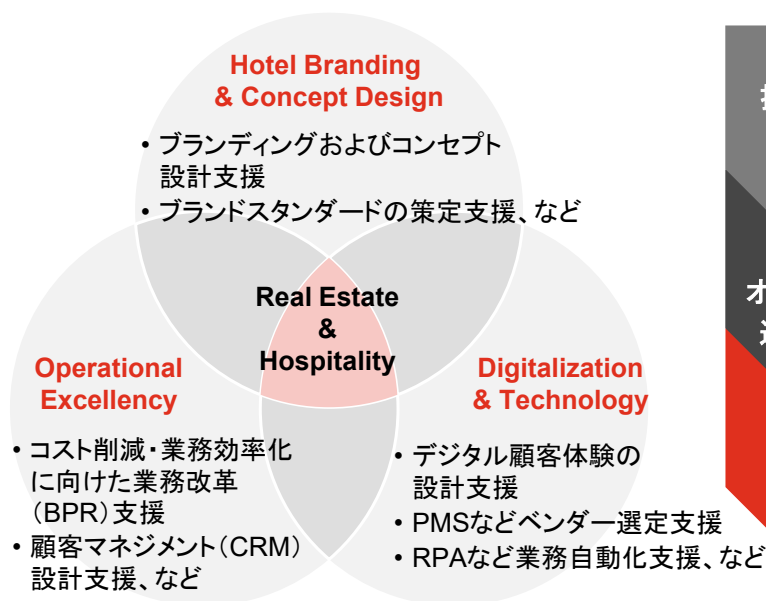 Hotel Branding
& Concept Design
• ブランディングおよびコンセプト
設計支援
• ブランドスタンダードの策定支援、など
Real Estate
&
Hospitality
Operational
Excellency
• コスト削減・業務効率化
に向けた業務改革
（BPR）支援
• 顧客マネジメント（CRM）
設計支援、など
Digitalization
& Technology
• デジタル顧客体験の
設計支援
• PMSなどベンダー選定支援
• RPAなど業務自動化支援、など
オ